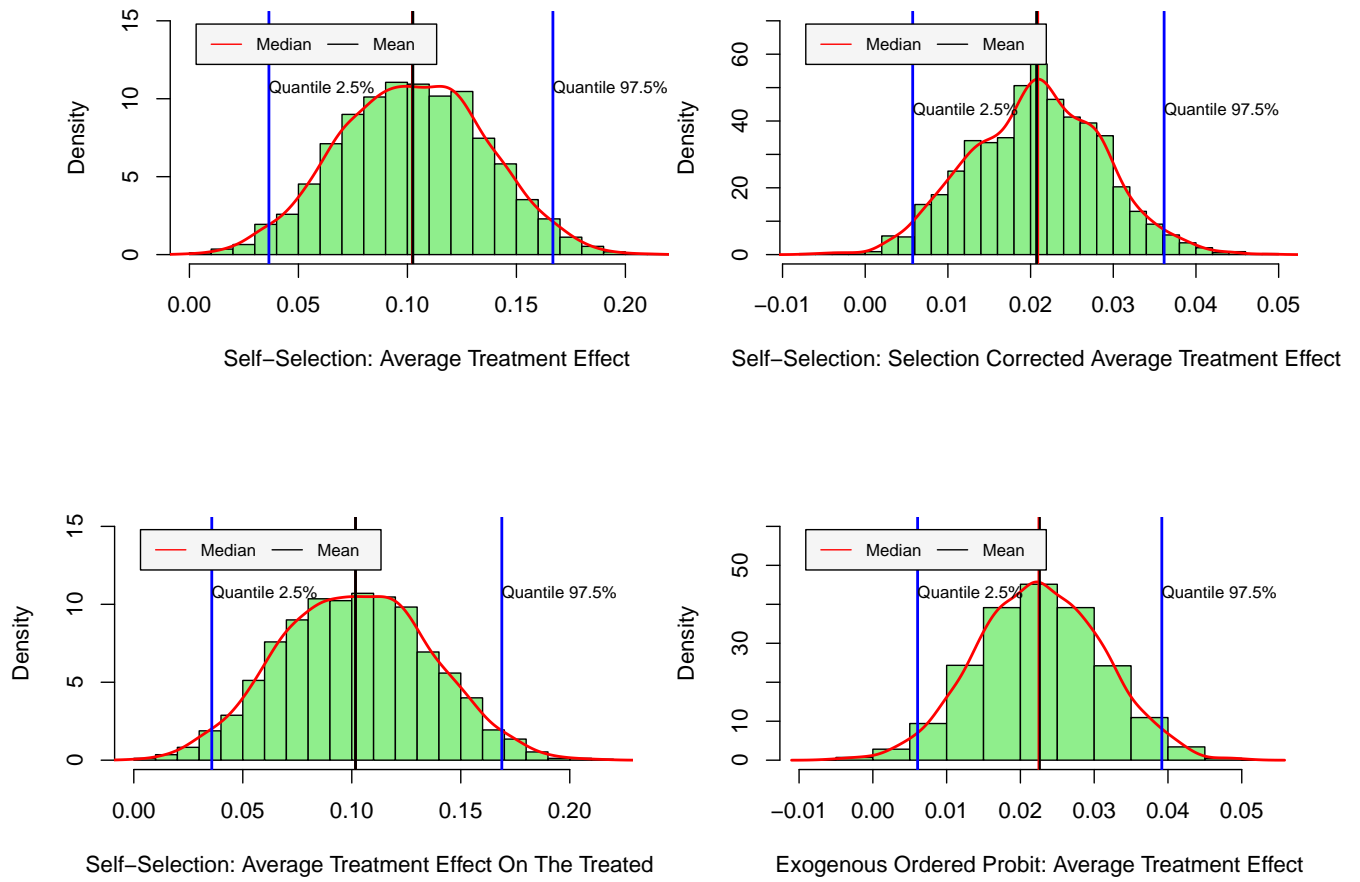 Median Mean
Quantile 2.5% Quantile 97.5%
Density
0 5 10 15
0.00 0.05 0.10 0.15 0.20
Self−Selection: Average Treatment Effect
Median Mean
Quantile 2.5% Quantile 97.5%
Density
0 20 40 60
−0.01 0.00 0.01 0.02 0.03 0.04 0.05
Self−Selection: Selection Corrected Average Treatment Effect
Median Mean
Quantile 2.5% Quantile 97.5%
Density
0 5 10 15
0.00 0.05 0.10 0.15 0.20
Self−Selection: Average Treatment Effect On The Treated
Median Mean
Quantile 2.5% Quantile 97.5%
Density
0 10 30 50
−0.01 0.00 0.01 0.02 0.03 0.04 0.05
Exogenous Ordered Probit: Average Treatment Effect